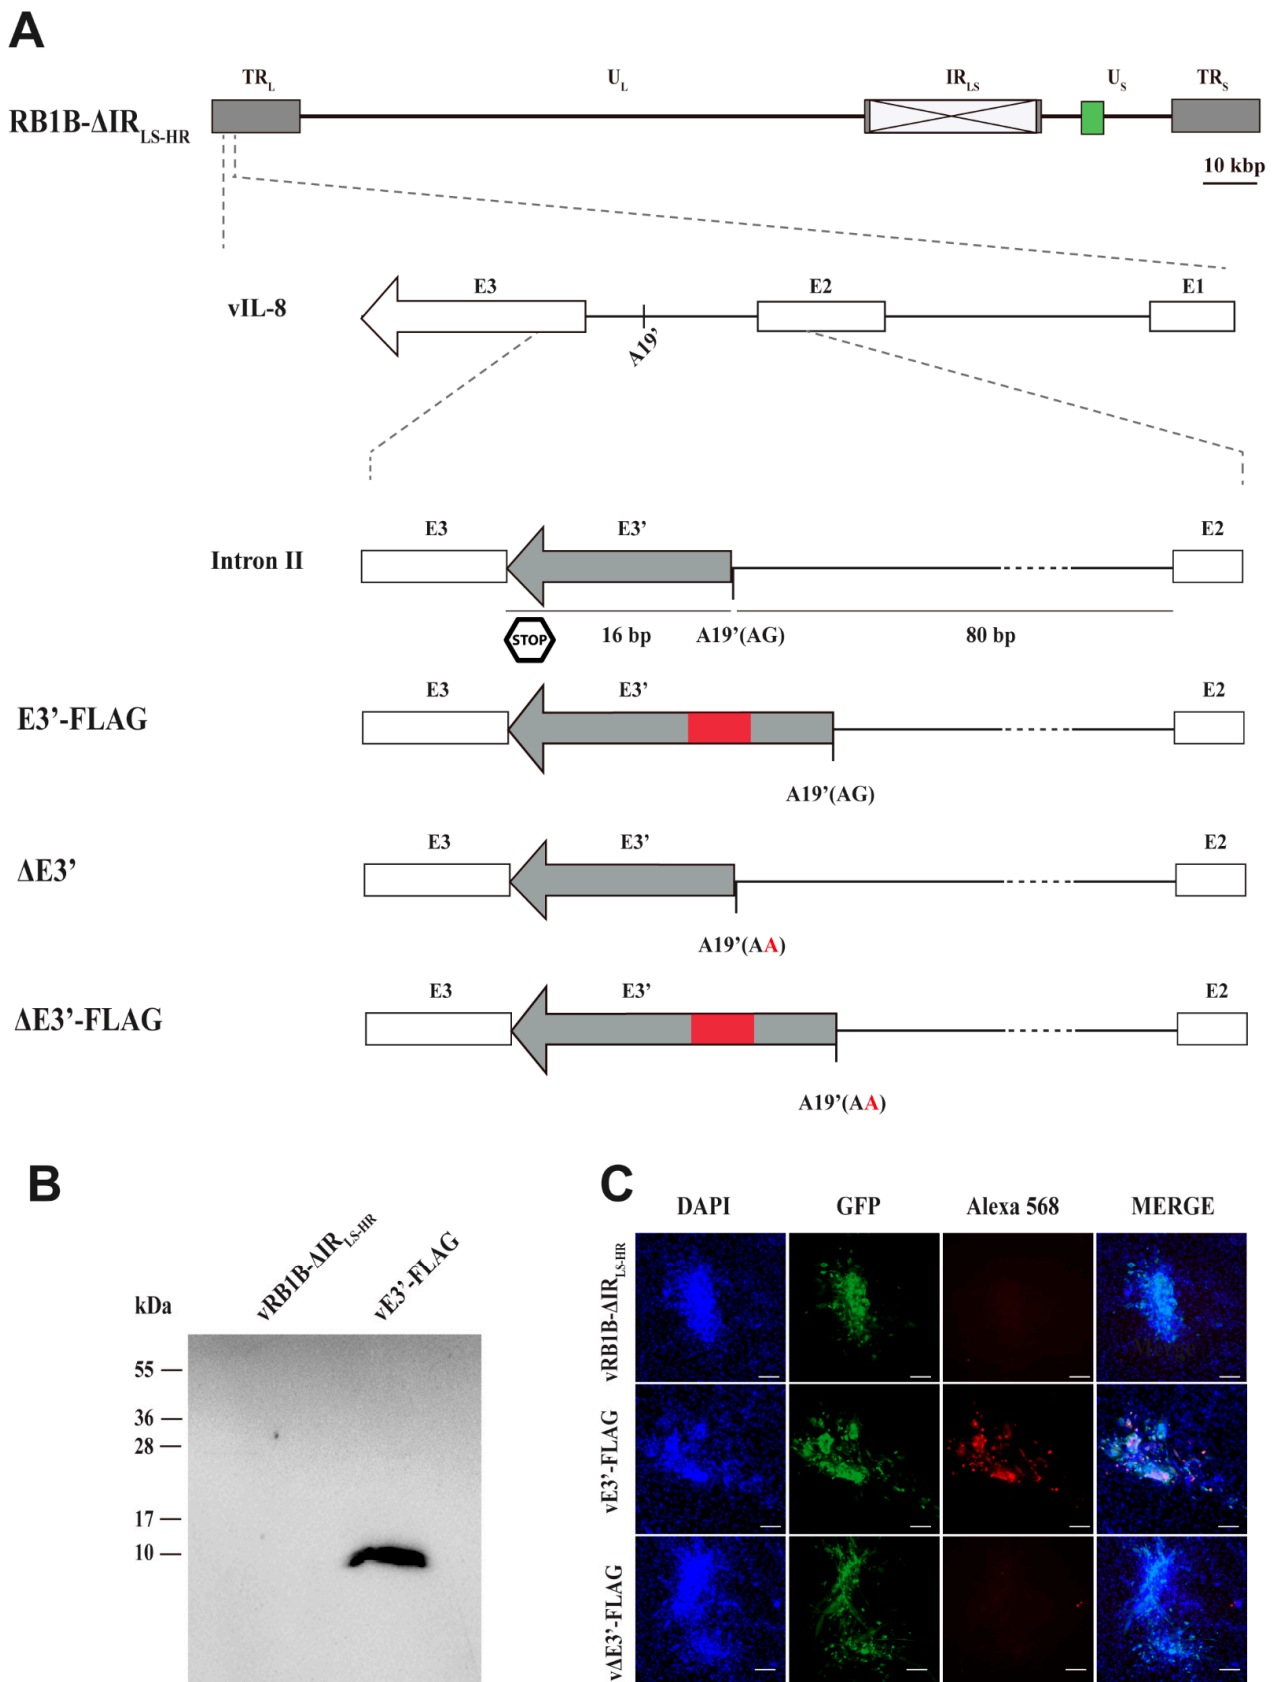 A
TRL UL IRLS US TRS
RB1B-ΔIRLS-HR
10 kbp
E3 E2 E1
vIL-8
A19’
E3 E3’ E2
Intron II
STOP 16 bp A19’(AG) 80 bp
E3 E3’ E2
E3’-FLAG
A19’(AG)
E3 E3’ E2
ΔE3’
A19’(AA)
E3 E3’ E2
ΔE3’-FLAG
A19’(AA)
B
vRB1B-ΔIRLS-HR
vE3’-FLAG
kDa
55
36
28
17
10
C
DAPI GFP Alexa 568 MERGE
vRB1B-ΔIRLS-HR
vE3’-FLAG
vΔE3’-FLAG